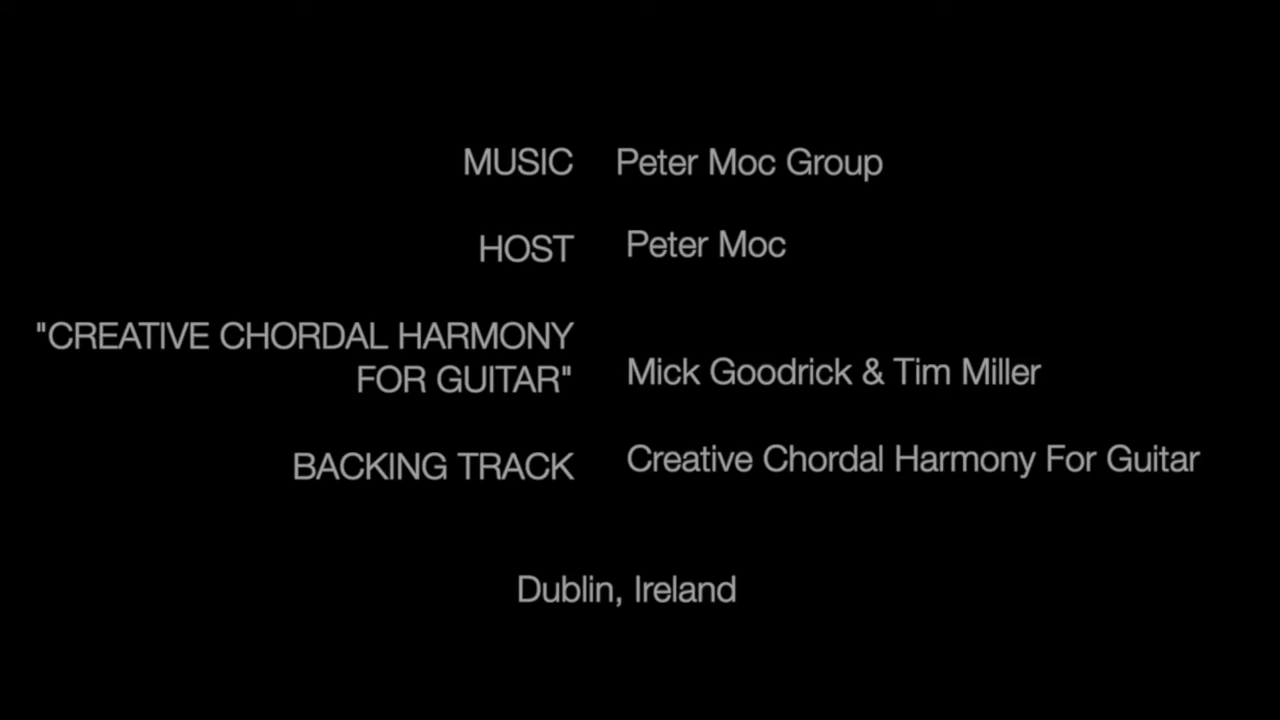 MUSIC Peter Moc Group
HOST Peter Moc
"CREATIVE CHORDAL HARMONY
FOR GUITAR" Mick Goodrick & Tim Miller
BACKING TRACK Creative Chordal Harmony For Guitar
Dublin, Ireland